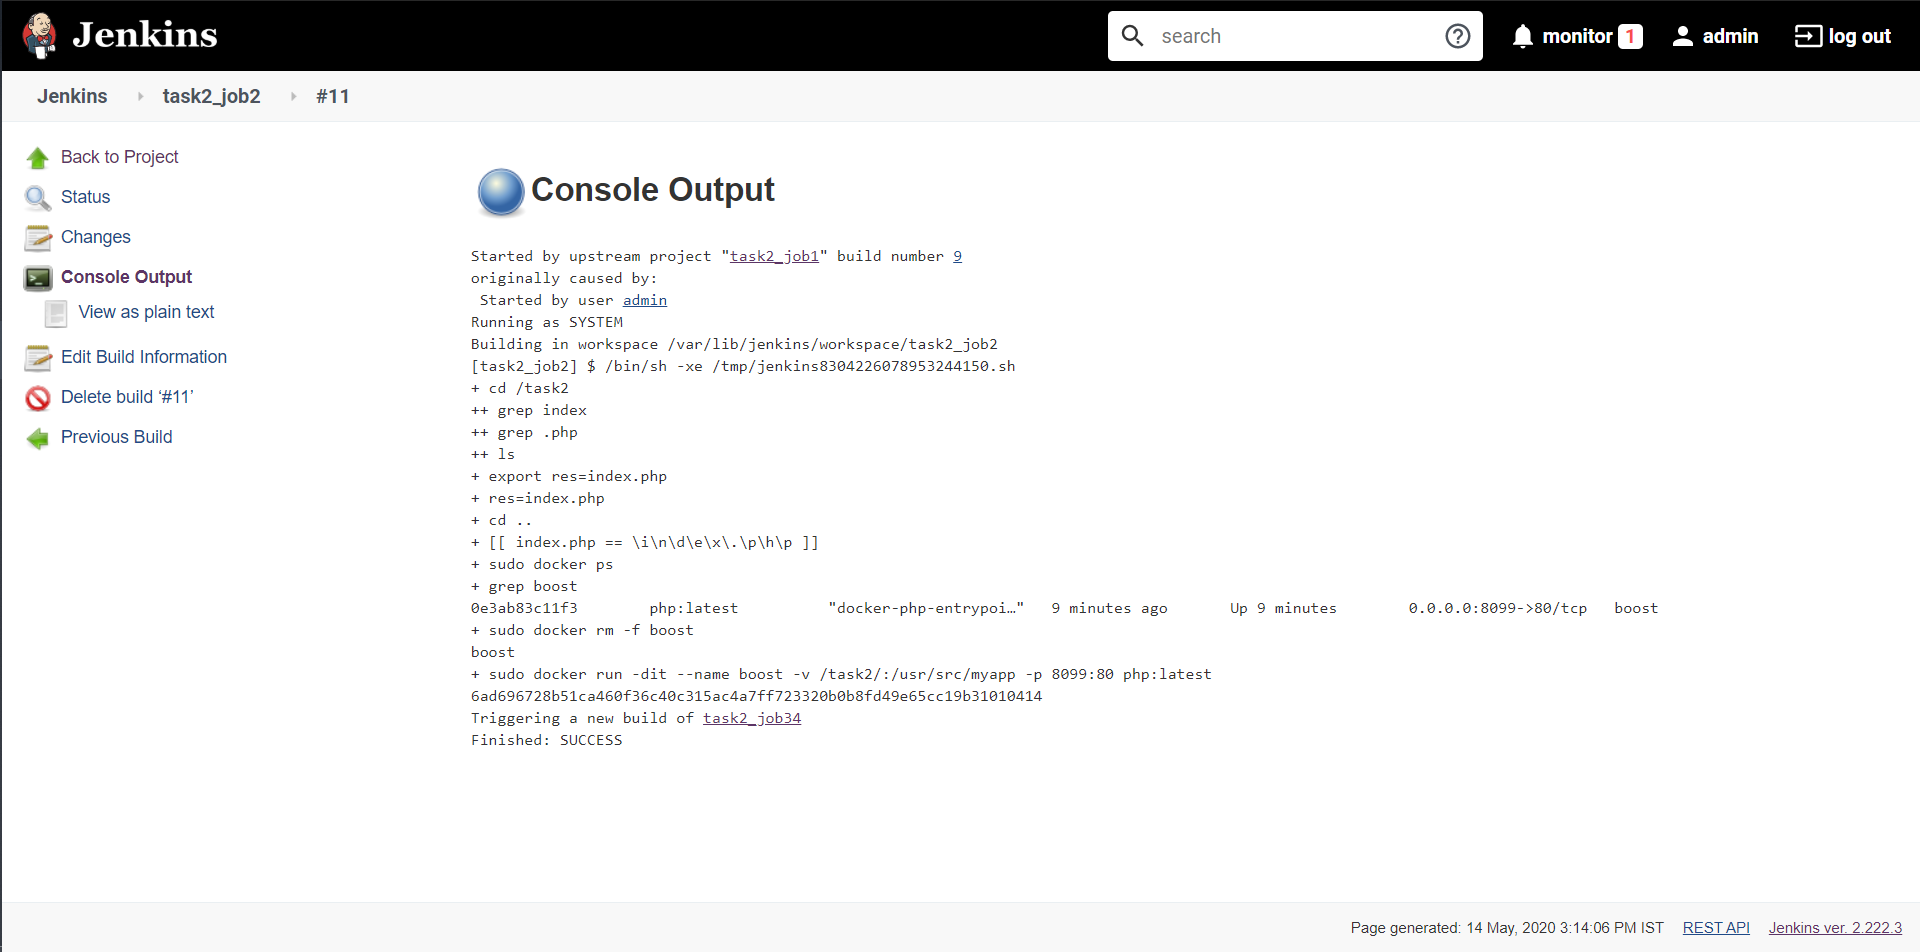 Jenkins
search
monitor 1
admin
log out
Jenkins
task2_job2
#11
Back to Project
Status
Changes
Console Output
View as plain text
Edit Build Information
Delete build ‘#11’
Previous Build
Console Output
Started by upstream project "task2_job1" build number 9
originally caused by:
Started by user admin
Running as SYSTEM
Building in workspace /var/lib/jenkins/workspace/task2_job2
[task2_job2] $ /bin/sh -xe /tmp/jenkins8304226078953244150.sh
+ cd /task2
++ grep index
++ grep .php
++ ls
+ export res=index.php
+ res=index.php
+ cd ..
+ [[ index.php == \i\n\d\e\x\.\p\h\p ]]
+ sudo docker ps
+ grep boost
0e3ab83c11f3        php:latest          "docker-php-entrypoi…"   9 minutes ago       Up 9 minutes        0.0.0.0:8099->80/tcp   boost
+ sudo docker rm -f boost
boost
+ sudo docker run -dit --name boost -v /task2/:/usr/src/myapp -p 8099:80 php:latest
6ad696728b51ca460f36c40c315ac4a7ff723320b0b8fd49e65cc19b31010414
Triggering a new build of task2_job34
Finished: SUCCESS
Page generated: 14 May, 2020 3:14:06 PM IST
REST API
Jenkins ver. 2.222.3